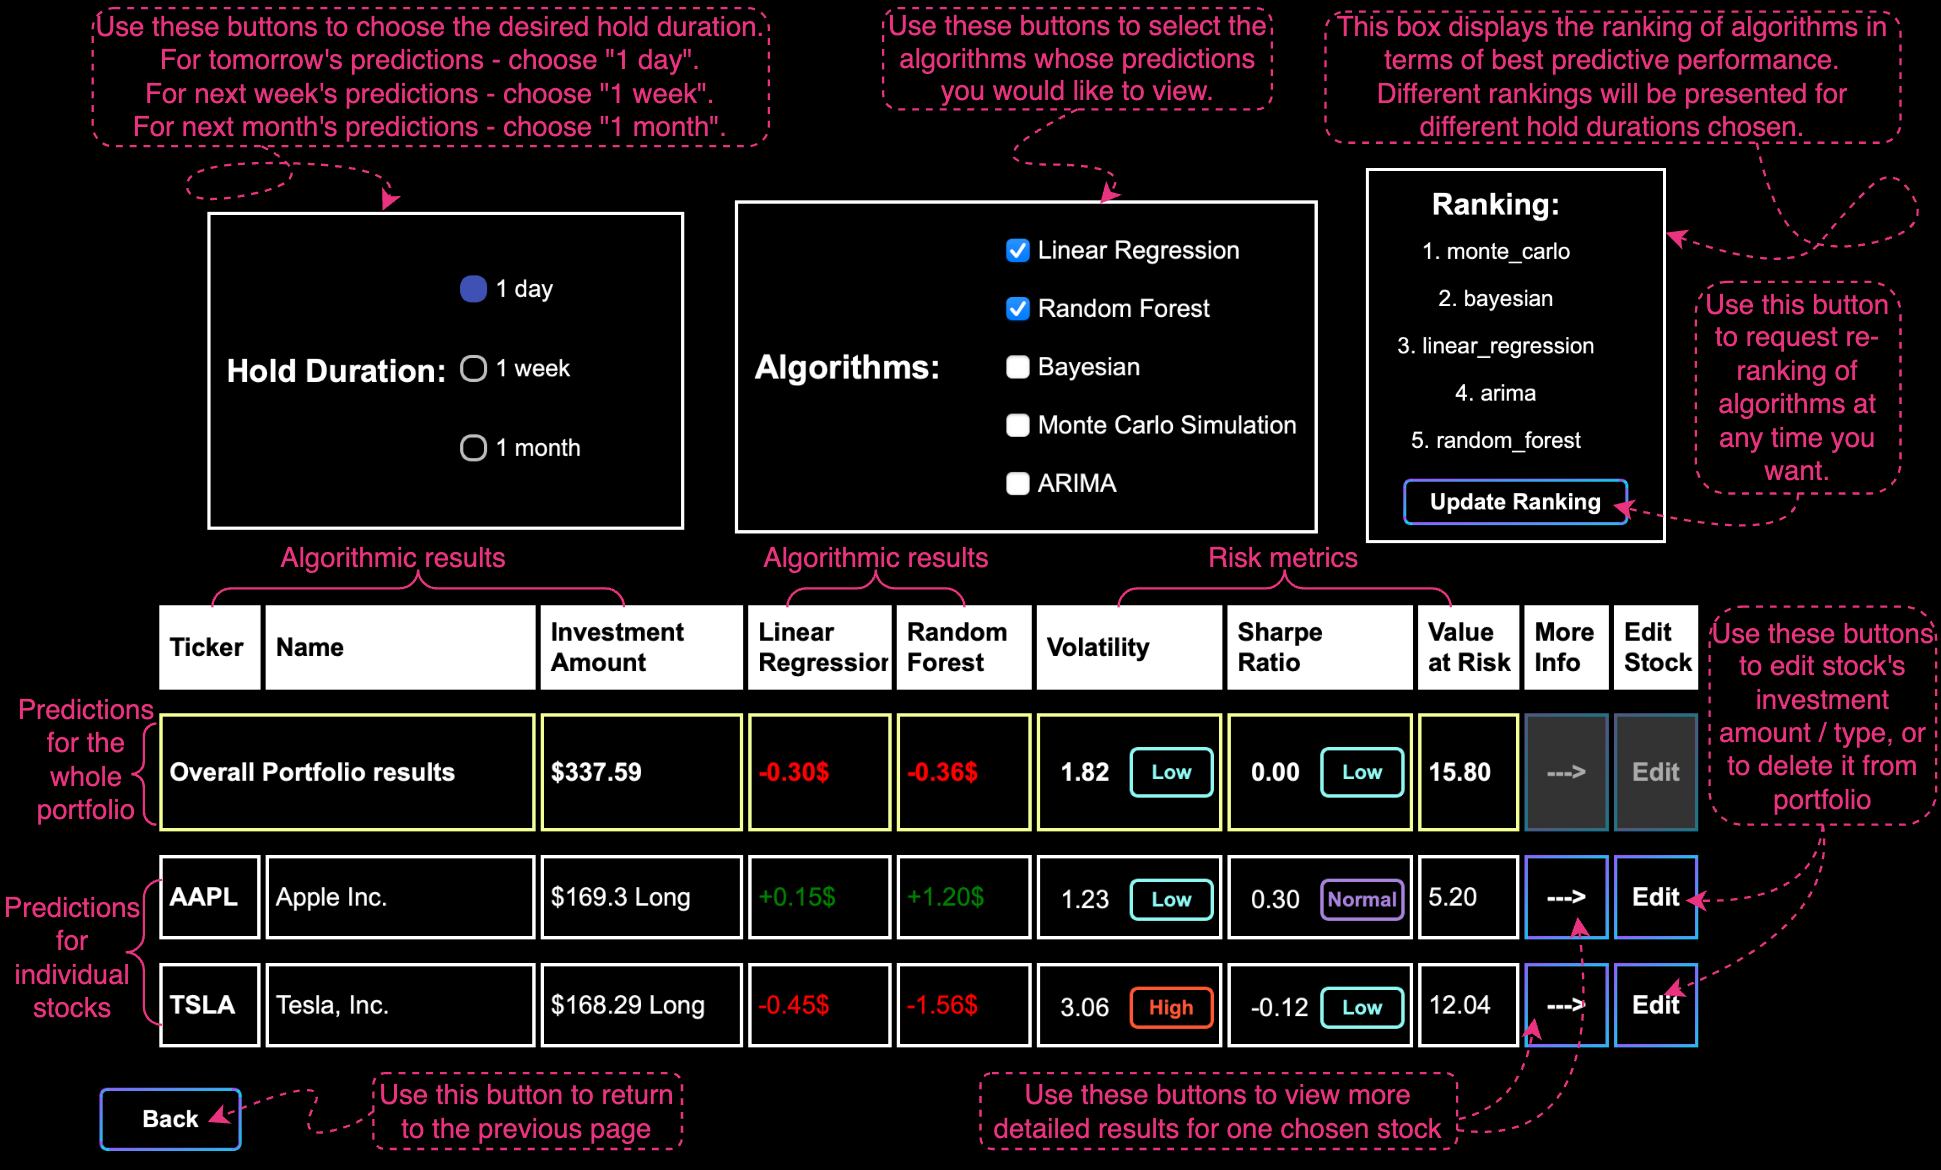 Use these buttons to choose the desired hold duration.
For tomorrow's predictions - choose "1 day".
For next week's predictions - choose "1 week".
For next month's predictions - choose "1 month".
Use these buttons to select the
algorithms whose predictions
you would like to view.
This box displays the ranking of algorithms in
terms of best predictive performance.
Different rankings will be presented for
different hold durations chosen.
Hold Duration:
1 day
1 week
1 month
Algorithms:
Linear Regression
Random Forest
Bayesian
Monte Carlo Simulation
ARIMA
Ranking:
1. monte_carlo
2. bayesian
3. linear_regression
4. arima
5. random_forest
Update Ranking
Use this button
to request re-
ranking of
algorithms at
any time you
want.
Algorithmic results
Algorithmic results
Risk metrics
Ticker
Name
Investment
Amount
Linear
Regression
Random
Forest
Volatility
Sharpe
Ratio
Value
at Risk
More
Info
Edit
Stock
Predictions
for the
whole
portfolio
Overall Portfolio results
$337.59
-0.30$
-0.36$
1.82
Low
0.00
Low
15.80
--->
Edit
Use these buttons
to edit stock's
investment
amount / type, or
to delete it from
portfolio
Predictions
for
individual
stocks
AAPL
Apple Inc.
$169.3 Long
+0.15$
+1.20$
1.23
Low
0.30
Normal
5.20
--->
Edit
TSLA
Tesla, Inc.
$168.29 Long
-0.45$
-1.56$
3.06
High
-0.12
Low
12.04
--->
Edit
Back
Use this button to return
to the previous page
Use these buttons to view more
detailed results for one chosen stock